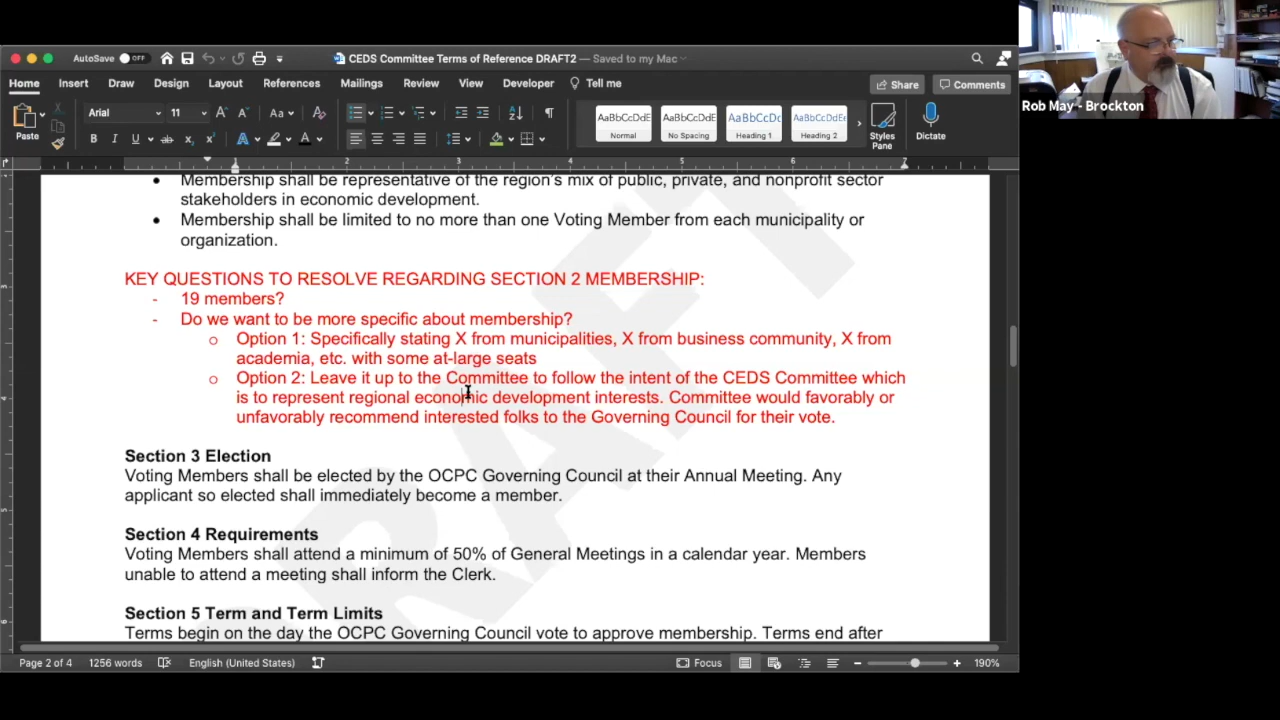 AutoSave OFF
CEDS Committee Terms of Reference DRAFT2 — Saved to my Mac
Home Insert Draw Design Layout References Mailings Review View Developer Tell me
Share Comments
Paste
Arial 11
AaBbCcDdE AaBbCcDdE AaBbCcDc AaBbCcDdEe
Normal No Spacing Heading 1 Heading 2
Styles Pane
Dictate
Rob May - Brockton
• Membership shall be representative of the region's mix of public, private, and nonprofit sector
stakeholders in economic development.
• Membership shall be limited to no more than one Voting Member from each municipality or
organization.
KEY QUESTIONS TO RESOLVE REGARDING SECTION 2 MEMBERSHIP:
- 19 members?
- Do we want to be more specific about membership?
o Option 1: Specifically stating X from municipalities, X from business community, X from
academia, etc. with some at-large seats
o Option 2: Leave it up to the Committee to follow the intent of the CEDS Committee which
is to represent regional economic development interests. Committee would favorably or
unfavorably recommend interested folks to the Governing Council for their vote.
Section 3 Election
Voting Members shall be elected by the OCPC Governing Council at their Annual Meeting. Any
applicant so elected shall immediately become a member.
Section 4 Requirements
Voting Members shall attend a minimum of 50% of General Meetings in a calendar year. Members
unable to attend a meeting shall inform the Clerk.
Section 5 Term and Term Limits
Terms begin on the day the OCPC Governing Council vote to approve membership. Terms end after
DRAFT
Page 2 of 4 1256 words English (United States) Focus 190%